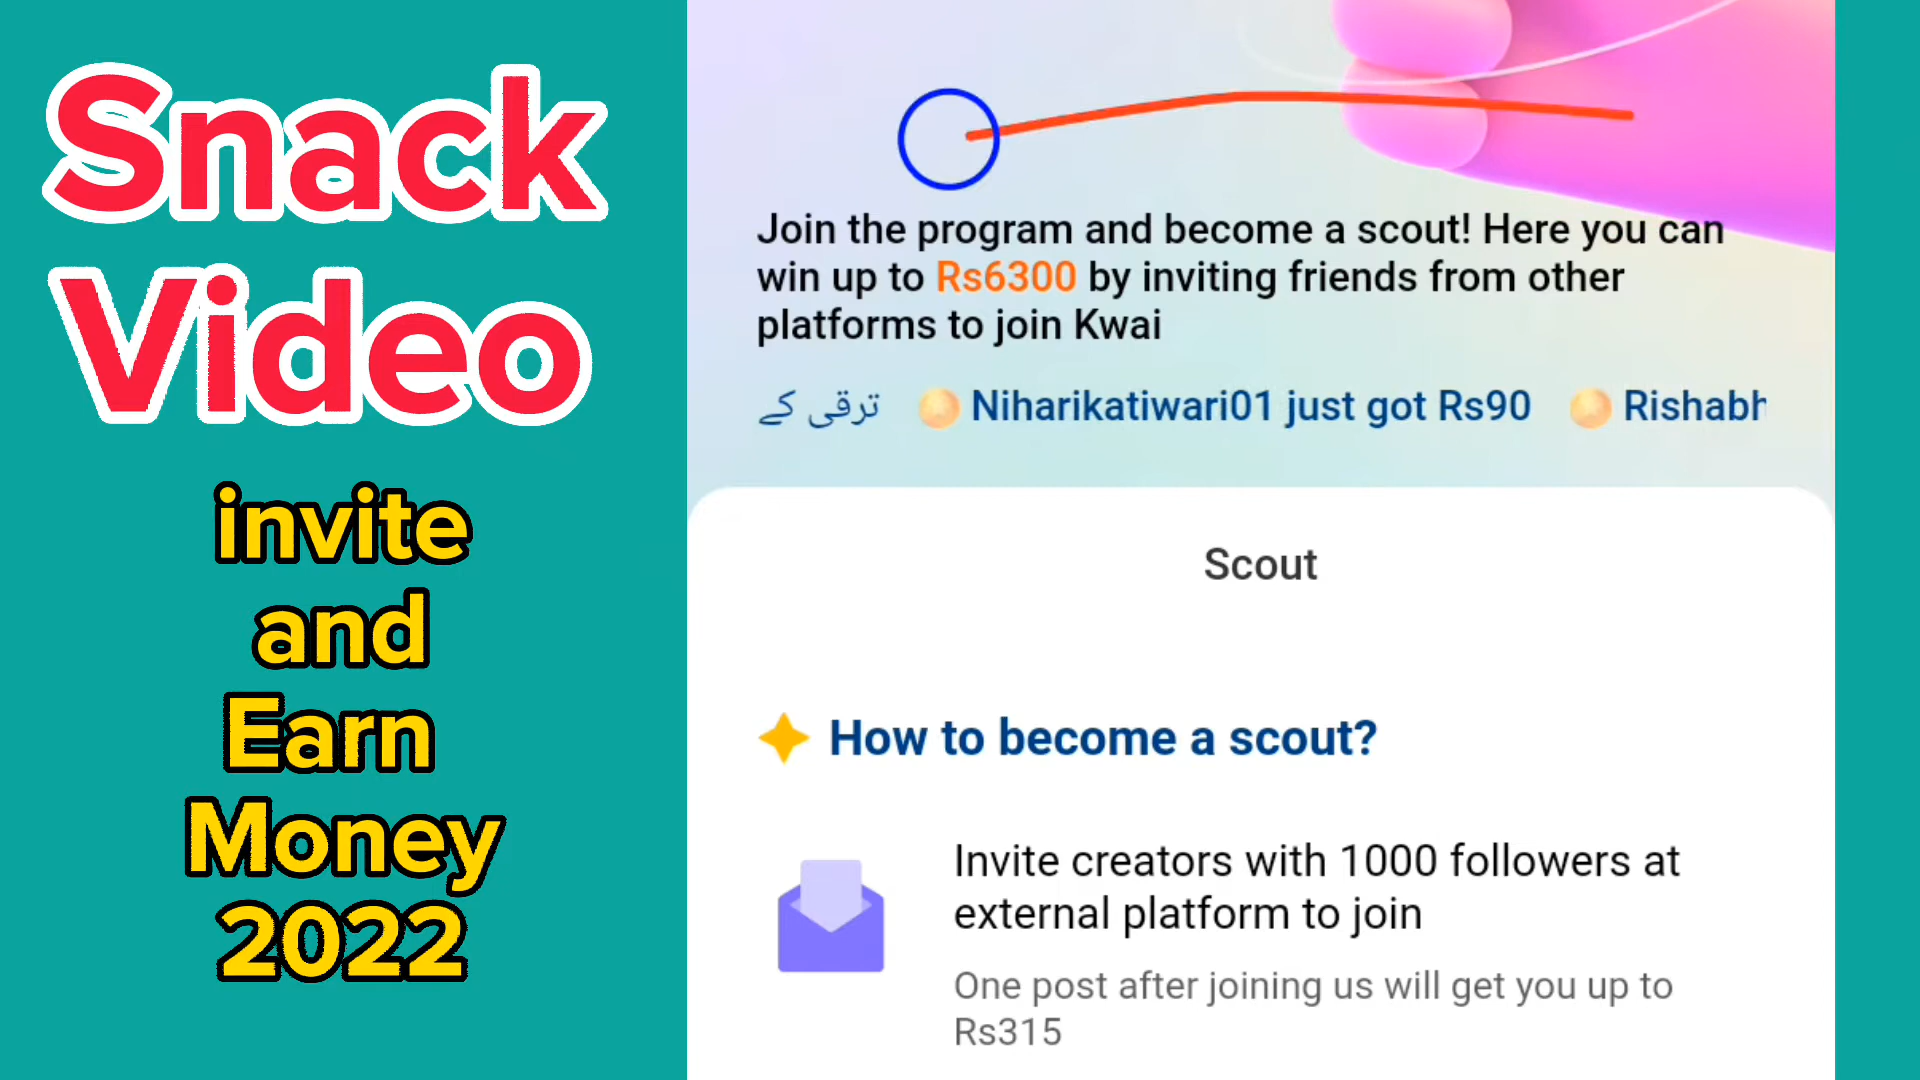 Snack
Video
invite
and
Earn
Money
2022
Join the program and become a scout! Here you can
win up to Rs6300 by inviting friends from other
platforms to join Kwai
ترقی کے Niharikatiwari01 just got Rs90 Rishabh
Scout
How to become a scout?
Invite creators with 1000 followers at
external platform to join
One post after joining us will get you up to
Rs315